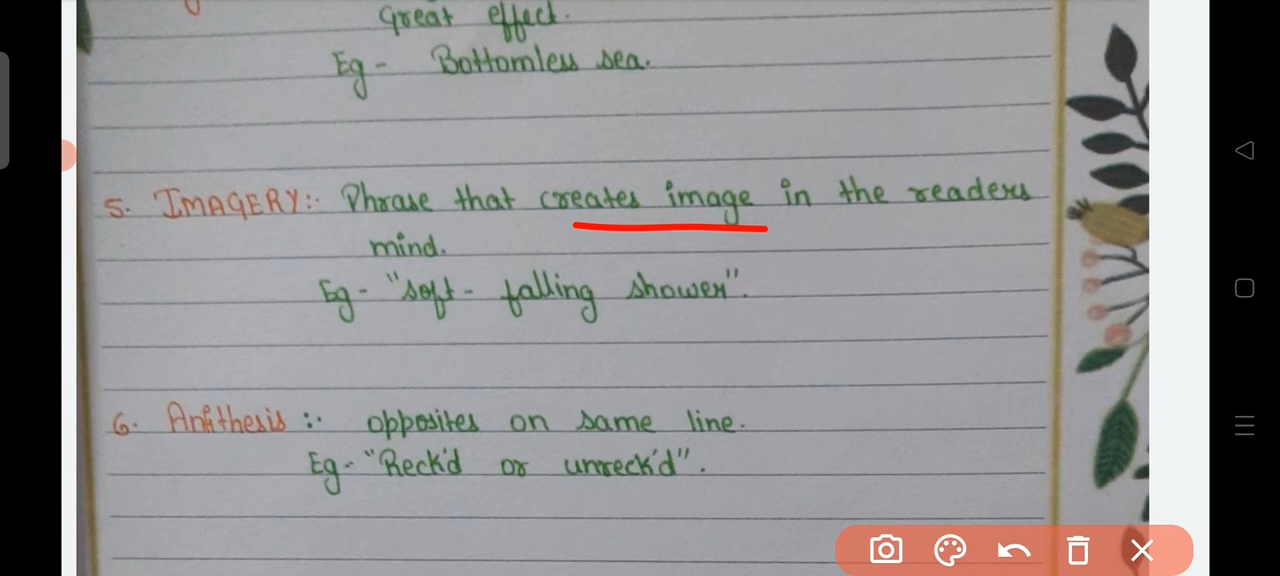 Great effect.
Eg- Bottomless sea.
5. IMAGERY:- Phrase that creates image in the readers
mind.
Eg- "soft- falling shower".
6. Anithesis :- opposites on same line.
Eg- "Reck'd or unreck'd".